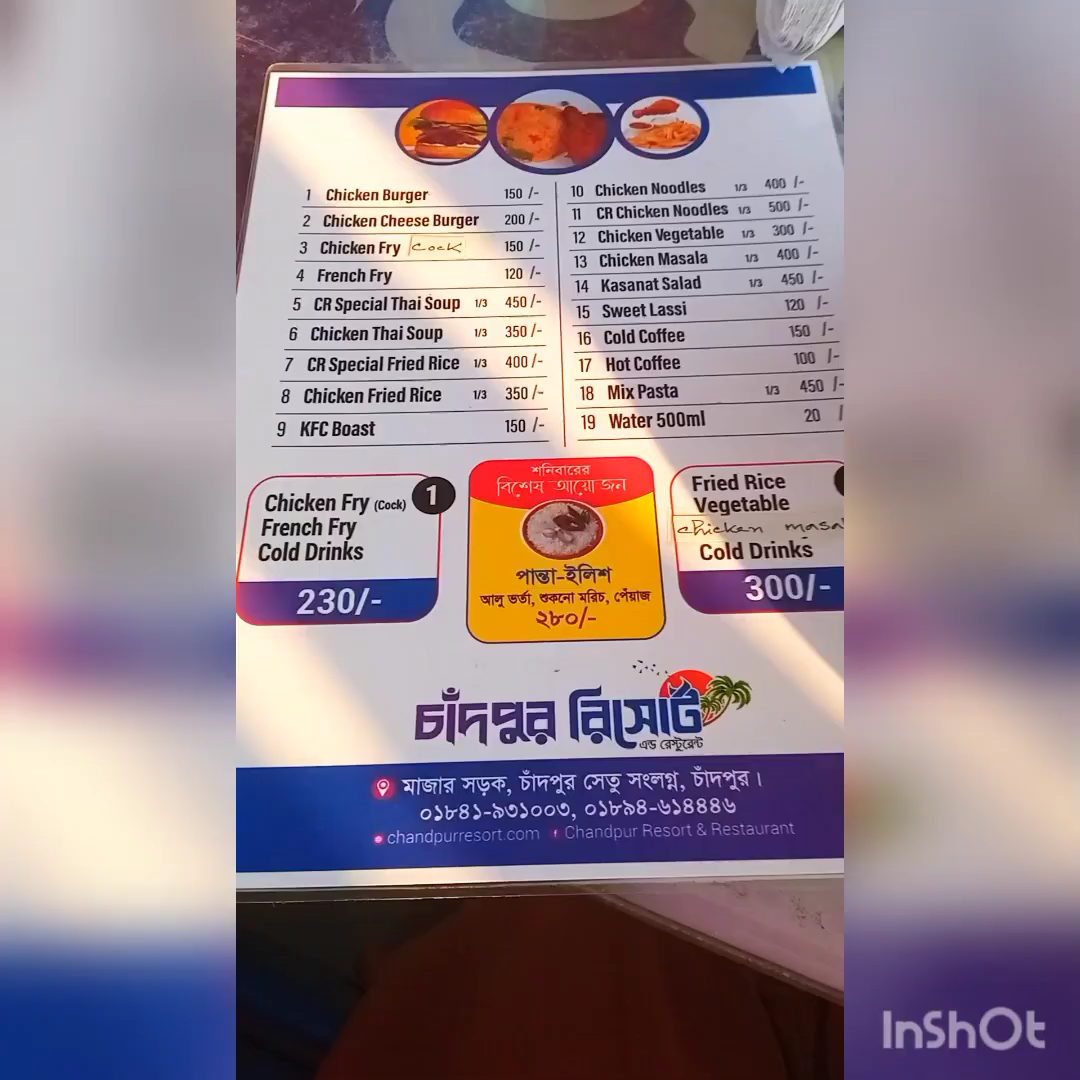 1 Chicken Burger 150 /-
2 Chicken Cheese Burger 200 /-
3 Chicken Fry Cock 150 /-
4 French Fry 120 /-
5 CR Special Thai Soup 1/3 450 /-
6 Chicken Thai Soup 1/3 350 /-
7 CR Special Fried Rice 1/3 400 /-
8 Chicken Fried Rice 1/3 350 /-
9 KFC Boast 150 /-
10 Chicken Noodles 1/3 400 /-
11 CR Chicken Noodles 1/3 500 /-
12 Chicken Vegetable 1/3 300 /-
13 Chicken Masala 1/3 400 /-
14 Kasanat Salad 1/3 450 /-
15 Sweet Lassi 120 /-
16 Cold Coffee 150 /-
17 Hot Coffee 100 /-
18 Mix Pasta 1/3 450 /-
19 Water 500ml 20 /
1
Chicken Fry (Cock)
French Fry
Cold Drinks
230/-
শনিবারের
বিশেষ আয়োজন
পান্তা-ইলিশ
আলু ভর্তা, শুকনো মরিচ, পেঁয়াজ
২৮০/-
Fried Rice
Vegetable
chicken masa
Cold Drinks
300/-
চাঁদপুর রিসোর্ট
এন্ড রেস্টুরেন্ট
মাজার সড়ক, চাঁদপুর সেতু সংলগ্ন, চাঁদপুর।
০১৮৪১-৯৩১০০৩, ০১৮৯৪-৬১৪৪৪৬
chandpurresort.com f Chandpur Resort & Restaurant
InShOt